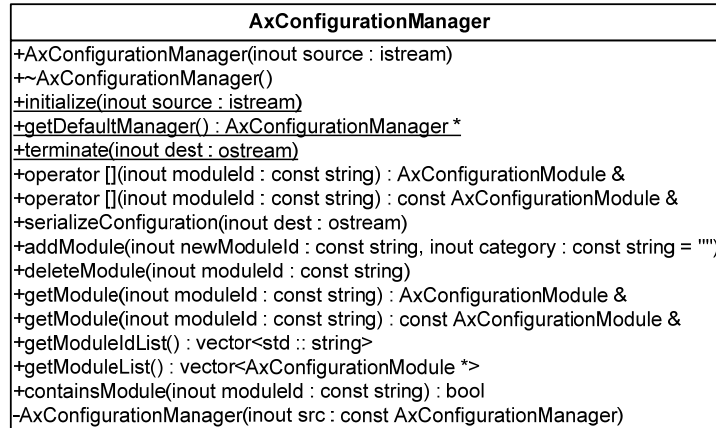 AxConfigurationManager
+AxConfigurationManager(inout source : istream)
+~AxConfigurationManager()
+initialize(inout source : istream)
+getDefaultManager() : AxConfigurationManager *
+terminate(inout dest : ostream)
+operator [](inout moduleId : const string) : AxConfigurationModule &
+operator [](inout moduleId : const string) : const AxConfigurationModule &
+serializeConfiguration(inout dest : ostream)
+addModule(inout newModuleId : const string, inout category : const string = "")
+deleteModule(inout moduleId : const string)
+getModule(inout moduleId : const string) : AxConfigurationModule &
+getModule(inout moduleId : const string) : const AxConfigurationModule &
+getModuleIdList() : vector<std :: string>
+getModuleList() : vector<AxConfigurationModule *>
+containsModule(inout moduleId : const string) : bool
-AxConfigurationManager(inout src : const AxConfigurationManager)